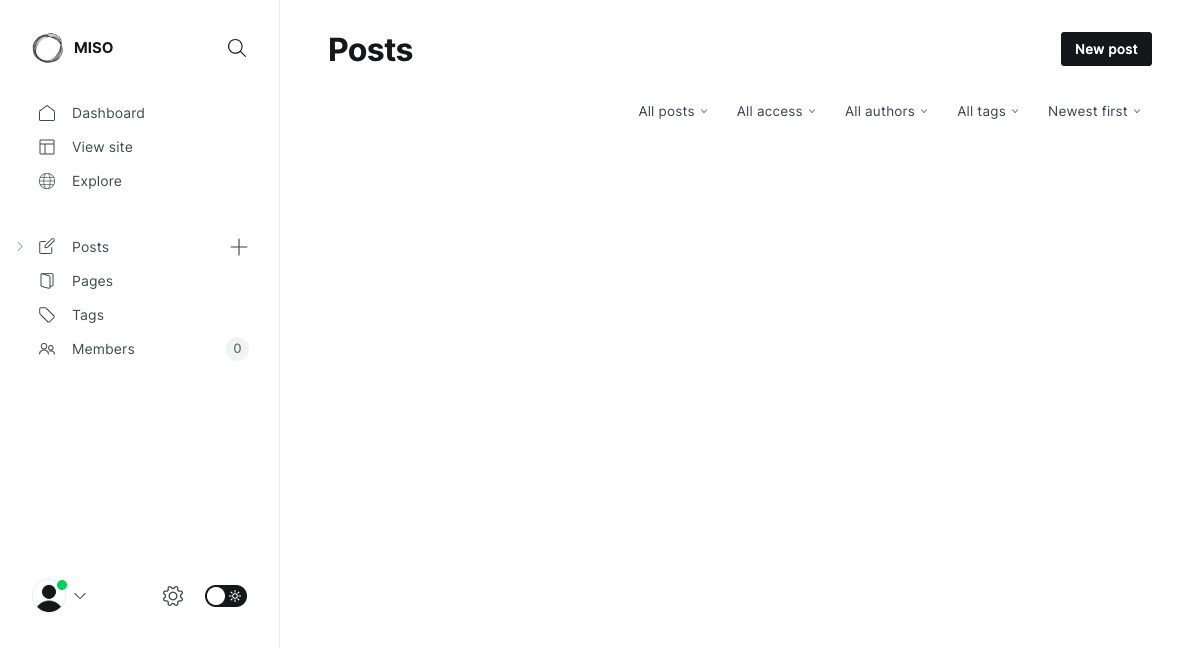 MISO
Dashboard
View site
Explore
Posts
Pages
Tags
Members 0
Posts
New post
All posts All access All authors All tags Newest first